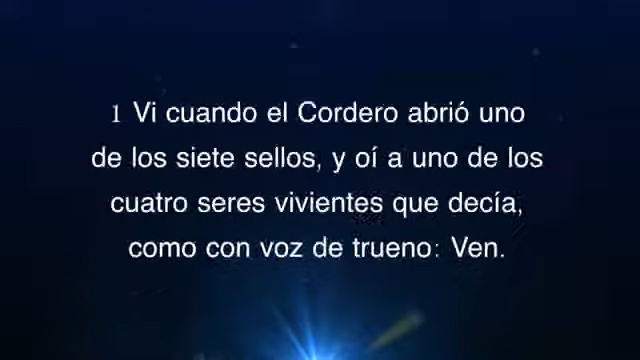 1 Vi cuando el Cordero abrió uno
de los siete sellos, y oí a uno de los
cuatro seres vivientes que decía,
como con voz de trueno: Ven.